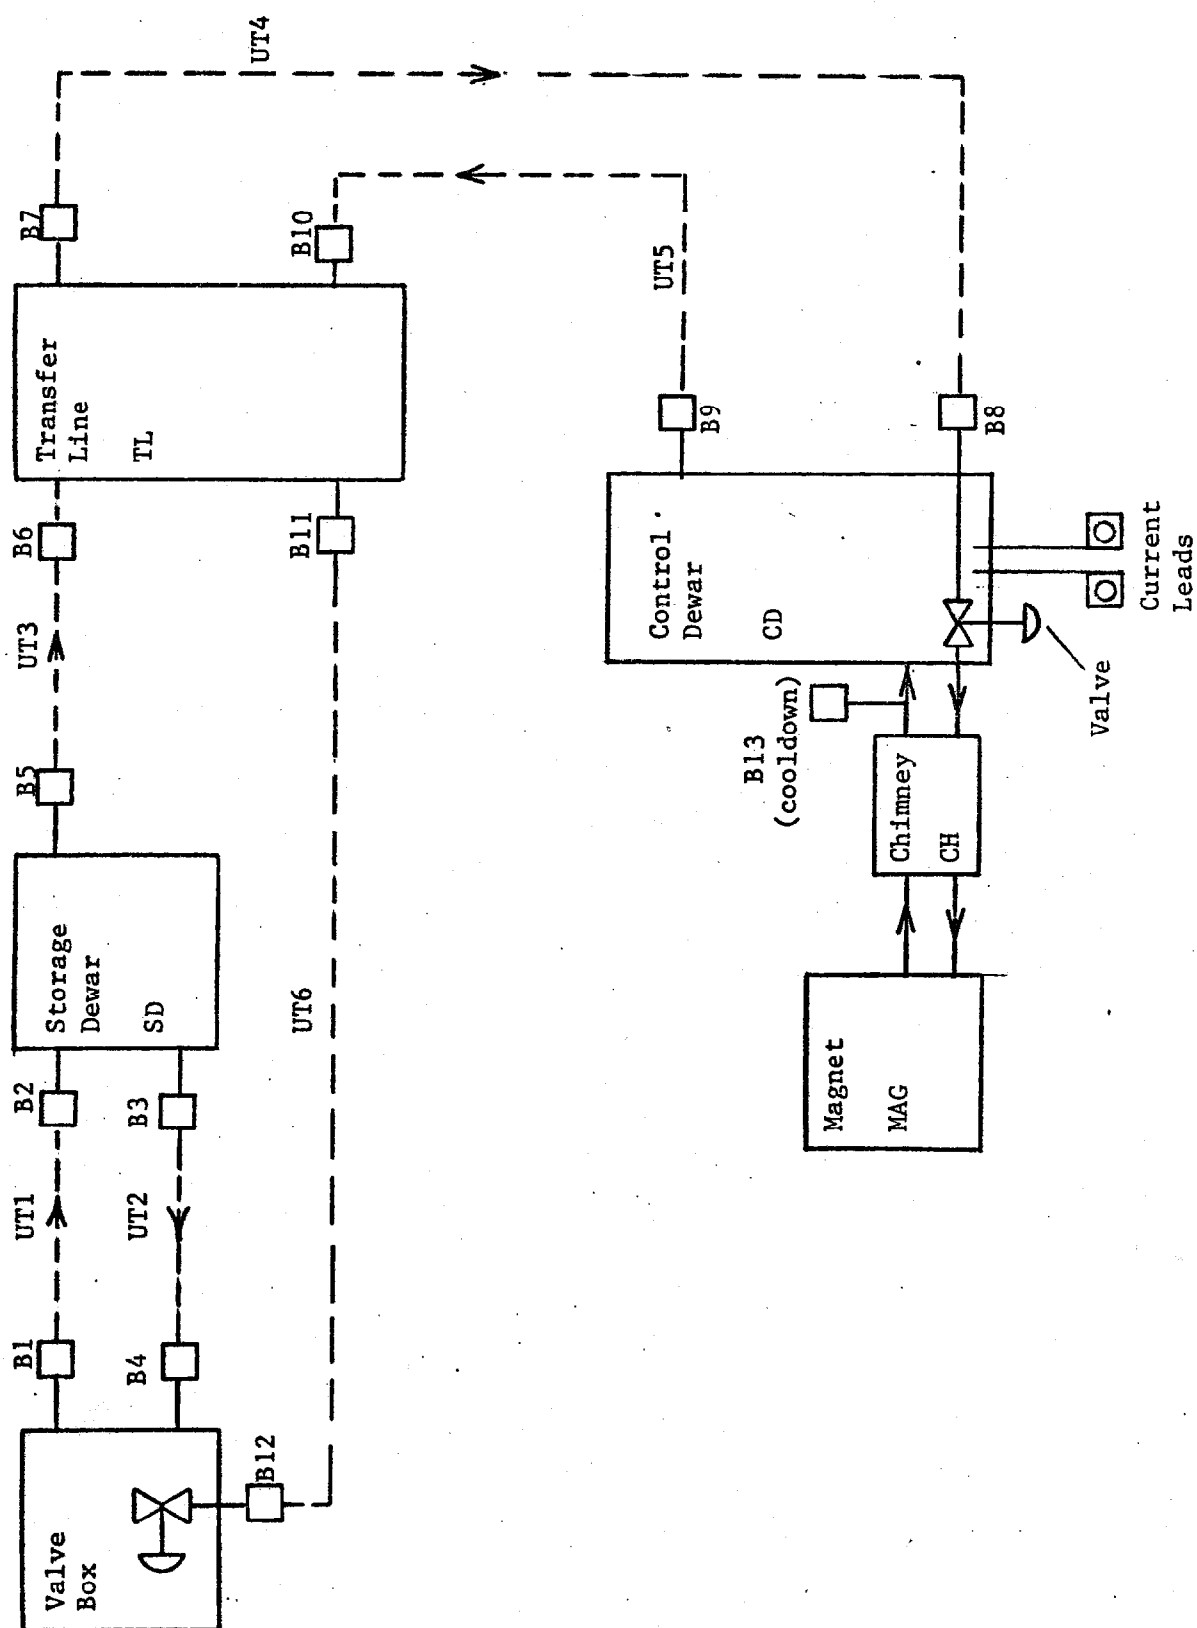 UT4
B7
B10
Transfer
Line
TL
UT5
B6
B11
B9
B8
UT3
Control
Dewar
CD
Current
Leads
B5
B13
(cooldown)
Valve
Chimney
CH
Storage
Dewar
SD
UT6
B2
B3
Magnet
MAG
UT1
UT2
B1
B4
B12
Valve
Box